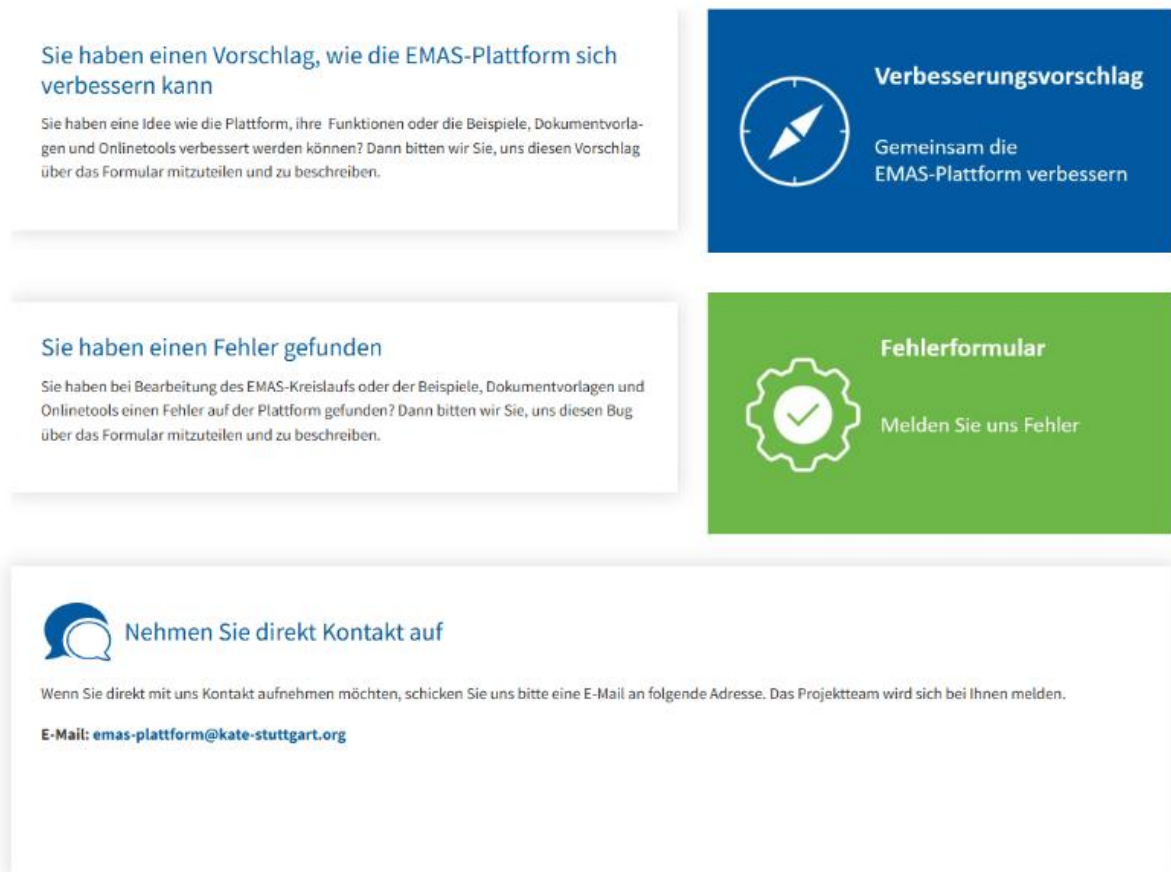 Sie haben einen Vorschlag, wie die EMAS-Plattform sich
verbessern kann
Sie haben eine Idee wie die Plattform, ihre Funktionen oder die Beispiele, Dokumentvorla-
gen und Onlinetools verbessert werden können? Dann bitten wir Sie, uns diesen Vorschlag
über das Formular mitzuteilen und zu beschreiben.
Verbesserungsvorschlag
Gemeinsam die
EMAS-Plattform verbessern
Sie haben einen Fehler gefunden
Sie haben bei Bearbeitung des EMAS-Kreislaufs oder der Beispiele, Dokumentvorlagen und
Onlinetools einen Fehler auf der Plattform gefunden? Dann bitten wir Sie, uns diesen Bug
über das Formular mitzuteilen und zu beschreiben.
Fehlerformular
Melden Sie uns Fehler
Nehmen Sie direkt Kontakt auf
Wenn Sie direkt mit uns Kontakt aufnehmen möchten, schicken Sie uns bitte eine E-Mail an folgende Adresse. Das Projektteam wird sich bei Ihnen melden.
E-Mail: emas-plattform@kate-stuttgart.org